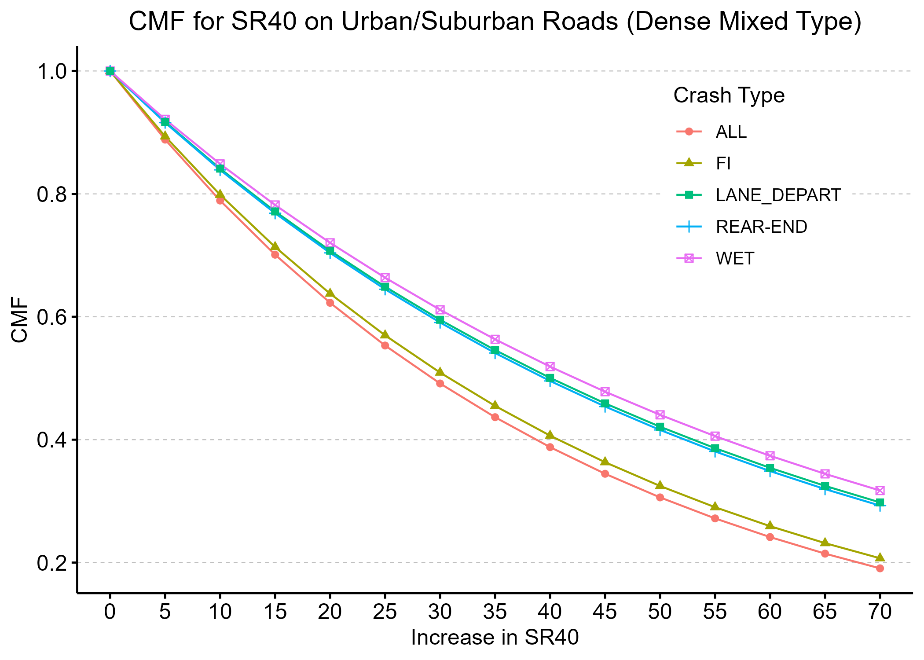 CMF for SR40 on Urban/Suburban Roads (Dense Mixed Type)
Crash Type
ALL
FI
LANE_DEPART
REAR-END
WET
CMF
1.0
0.8
0.6
0.4
0.2
0 5 10 15 20 25 30 35 40 45 50 55 60 65 70
Increase in SR40